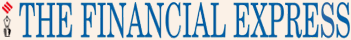 THE FINANCIAL EXPRESS